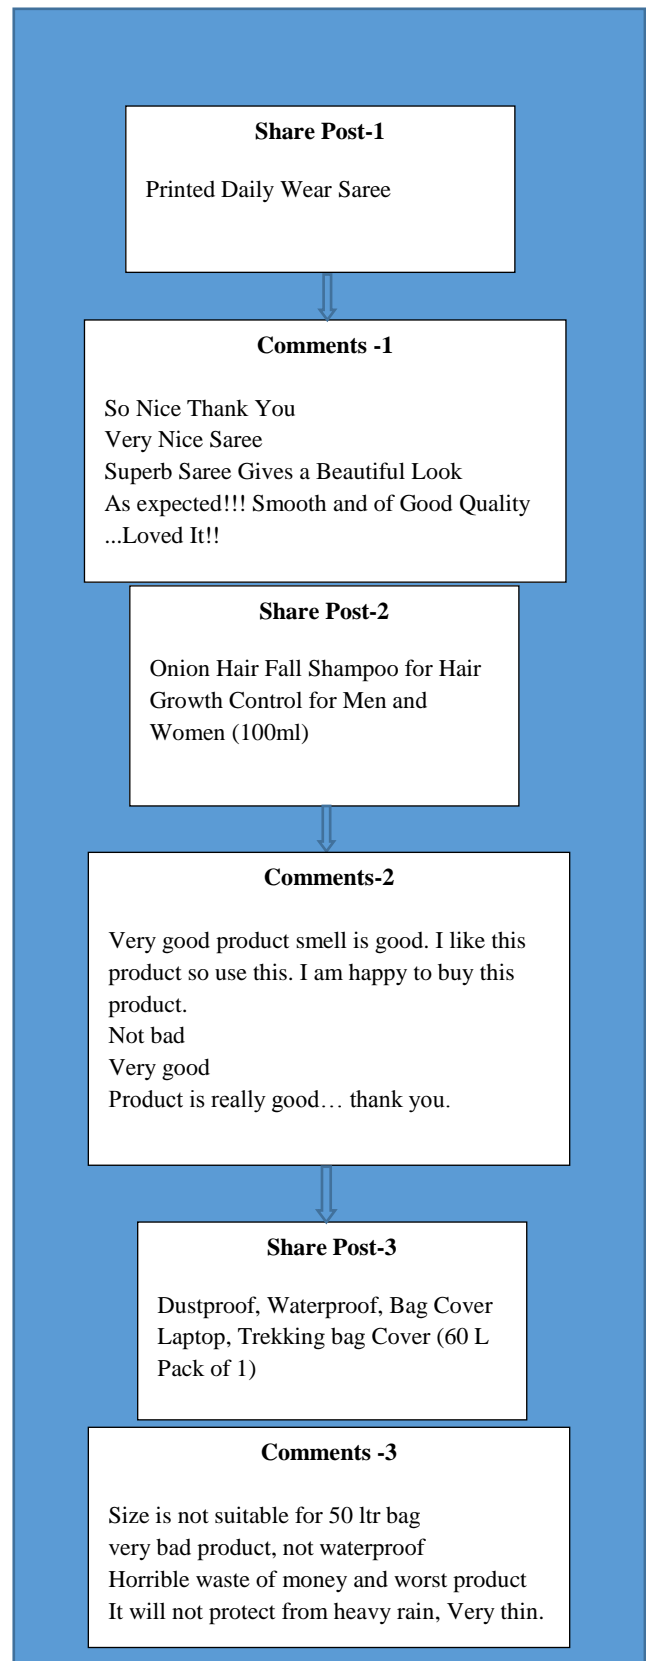 Share Post-1
Printed Daily Wear Saree
Comments -1
So Nice Thank You
Very Nice Saree
Superb Saree Gives a Beautiful Look
As expected!!! Smooth and of Good Quality
...Loved It!!
Share Post-2
Onion Hair Fall Shampoo for Hair
Growth Control for Men and
Women (100ml)
Comments-2
Very good product smell is good. I like this
product so use this. I am happy to buy this
product.
Not bad
Very good
Product is really good… thank you.
Share Post-3
Dustproof, Waterproof, Bag Cover
Laptop, Trekking bag Cover (60 L
Pack of 1)
Comments -3
Size is not suitable for 50 ltr bag
very bad product, not waterproof
Horrible waste of money and worst product
It will not protect from heavy rain, Very thin.